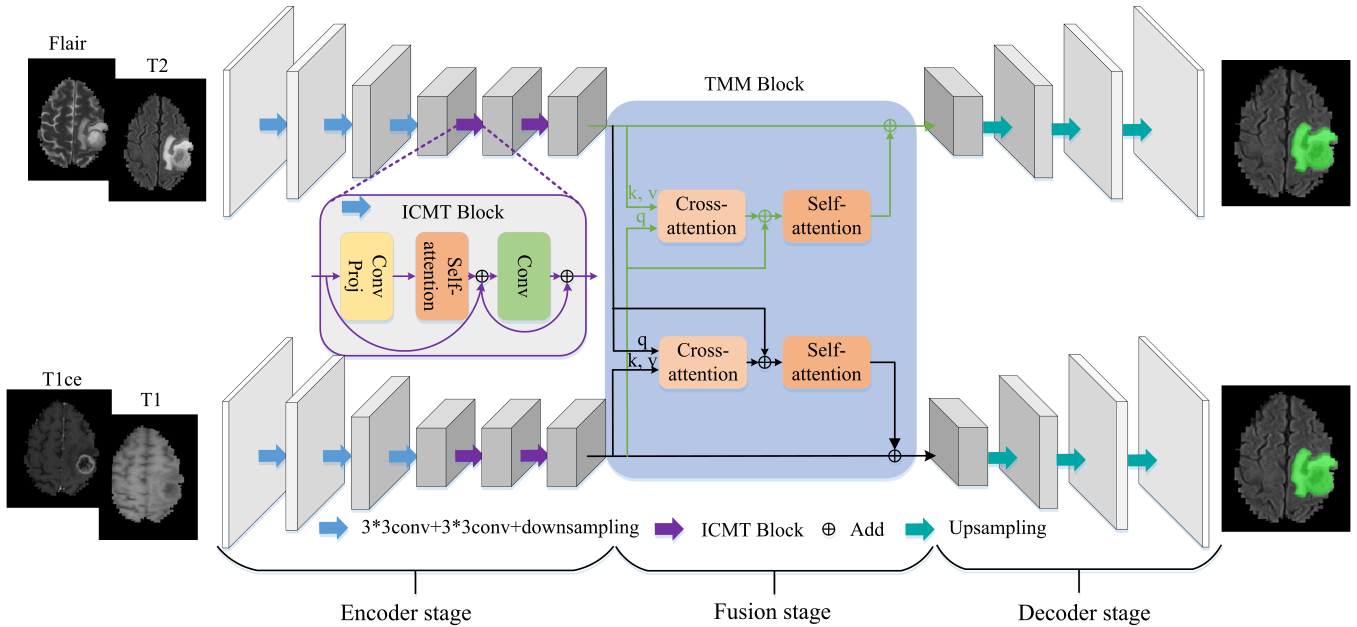 Flair
T2
TMM Block
k, v
q
Cross-
attention
Self-
attention
ICMT Block
Conv
Proj
Self-
attention
Conv
q
k, v
Cross-
attention
Self-
attention
T1ce
T1
3*3conv+3*3conv+downsampling
ICMT Block
Add
Upsampling
Encoder stage
Fusion stage
Decoder stage